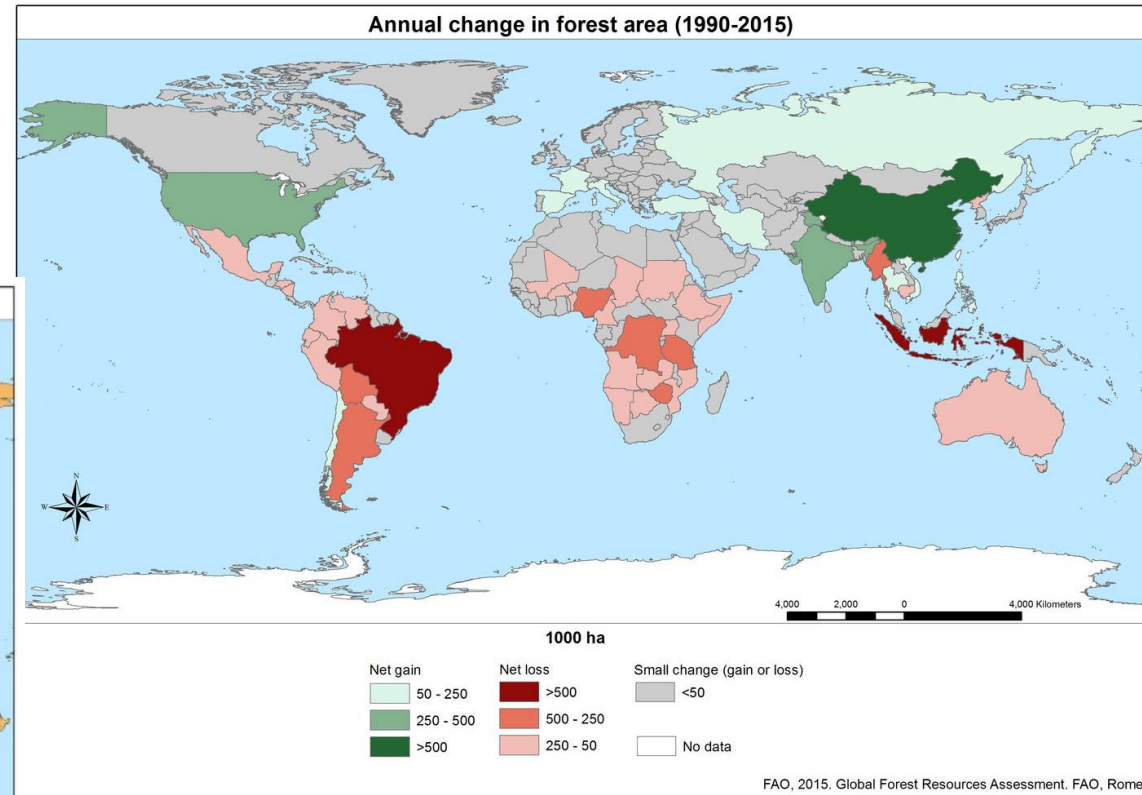 Annual change in forest area (1990-2015)
N
W E
S
4,000 2,000 0 4,000 Kilometers
1000 ha
Net gain Net loss Small change (gain or loss)
50 - 250 >500 <50
250 - 500 500 - 250
>500 250 - 50 No data
FAO, 2015. Global Forest Resources Assessment. FAO, Rome